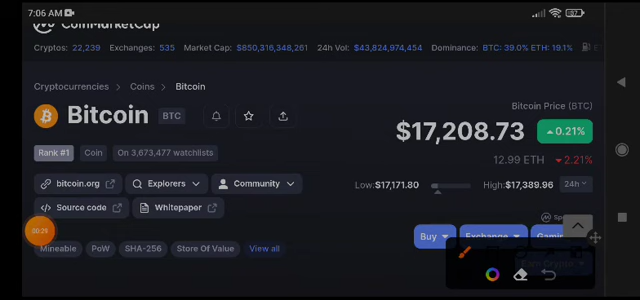 7:06 AM
87
CoinMarketCap
Cryptos: 22,239 Exchanges: 535 Market Cap: $850,316,348,261 24h Vol: $43,824,974,454 Dominance: BTC: 39.0% ETH: 19.1%
Cryptocurrencies > Coins > Bitcoin
Bitcoin BTC
Bitcoin Price (BTC)
$17,208.73 0.21%
12.99 ETH 2.21%
Rank #1 Coin On 3,673,477 watchlists
Low:$17,171.80 High:$17,389.96 24h
bitcoin.org Explorers Community
Source code Whitepaper
00:29
Buy Exchange Gaming
Mineable PoW SHA-256 Store Of Value View all